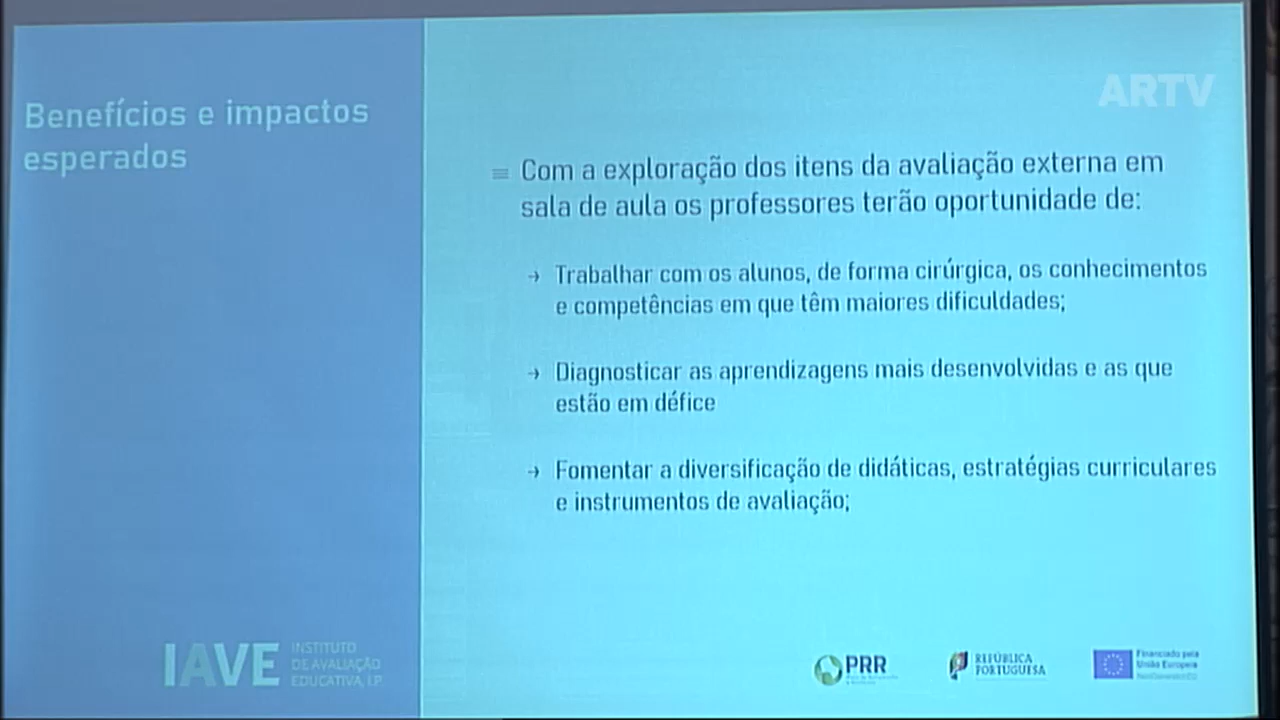 ARTV
Benefícios e impactos
esperados
Com a exploração dos itens da avaliação externa em
sala de aula os professores terão oportunidade de:
→ Trabalhar com os alunos, de forma cirúrgica, os conhecimentos
e competências em que têm maiores dificuldades;
→ Diagnosticar as aprendizagens mais desenvolvidas e as que
estão em défice
→ Fomentar a diversificação de didáticas, estratégias curriculares
e instrumentos de avaliação;
IAVE
INSTITUTO
DE AVALIAÇÃO
EDUCATIVA, I.P.
PRR
REPÚBLICA
PORTUGUESA
Financiado pela
União Europeia